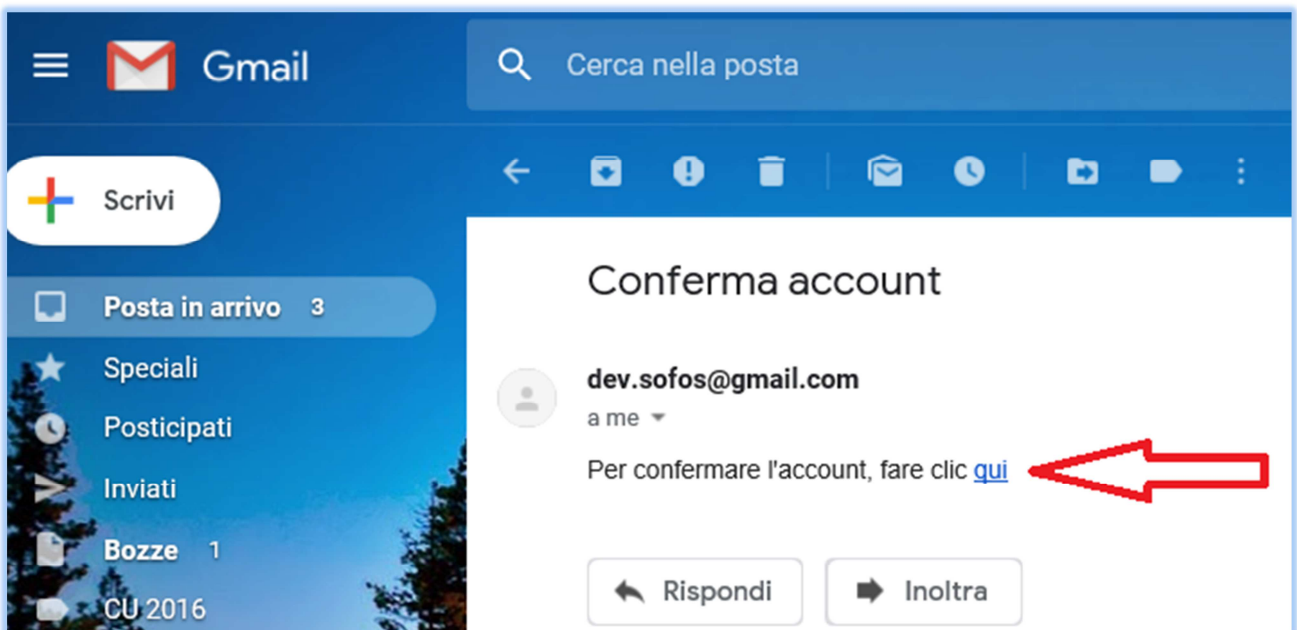 Gmail
Cerca nella posta
Scrivi
Posta in arrivo 3
Speciali
Posticipati
Inviati
Bozze 1
CU 2016
Conferma account
dev.sofos@gmail.com
a me
Per confermare l'account, fare clic qui
Rispondi
Inoltra